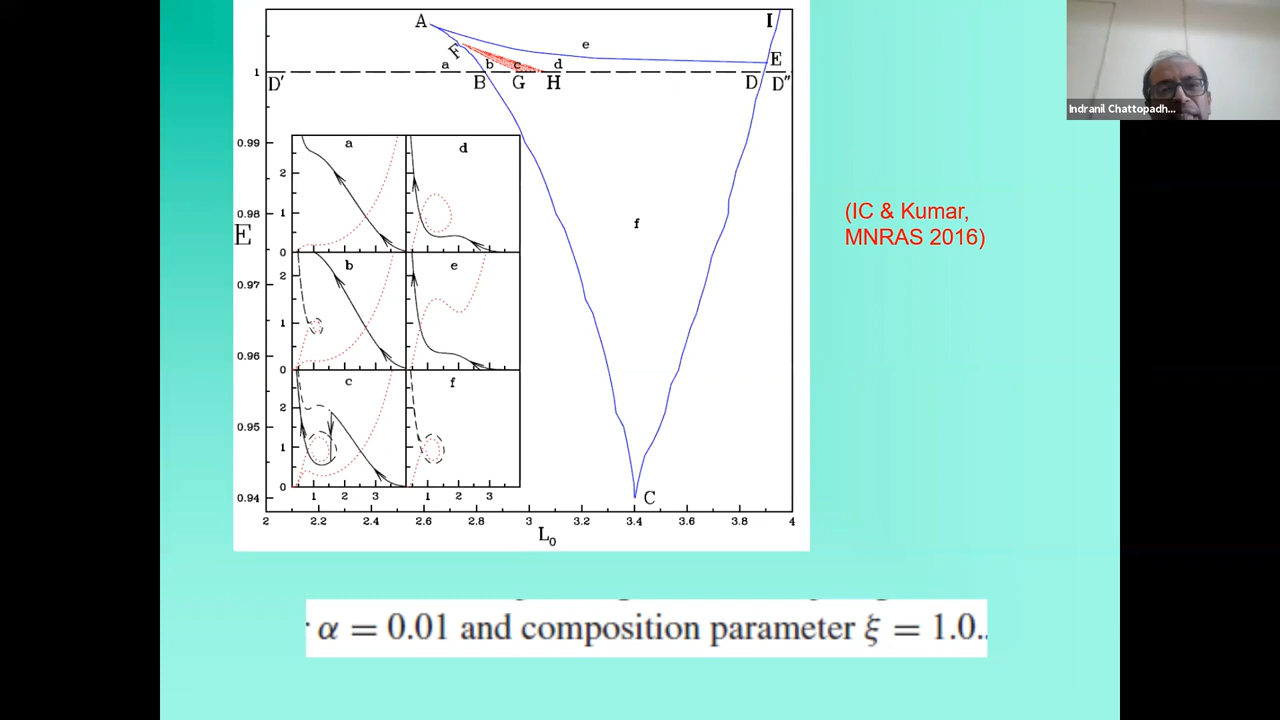 A
I
e
E
F
a
b
c
d
1
D'
B
G
H
D
D"
0.99
0.98
0.97
0.96
0.95
0.94
E
f
C
a
d
2
1
0
b
e
2
1
0
c
f
2
1
0
1 2 3
1 2 3
2 2.2 2.4 2.6 2.8 3 3.2 3.4 3.6 3.8 4
L₀
(IC & Kumar,
MNRAS 2016)
α = 0.01 and composition parameter ξ = 1.0..
Indranil Chattopadh...